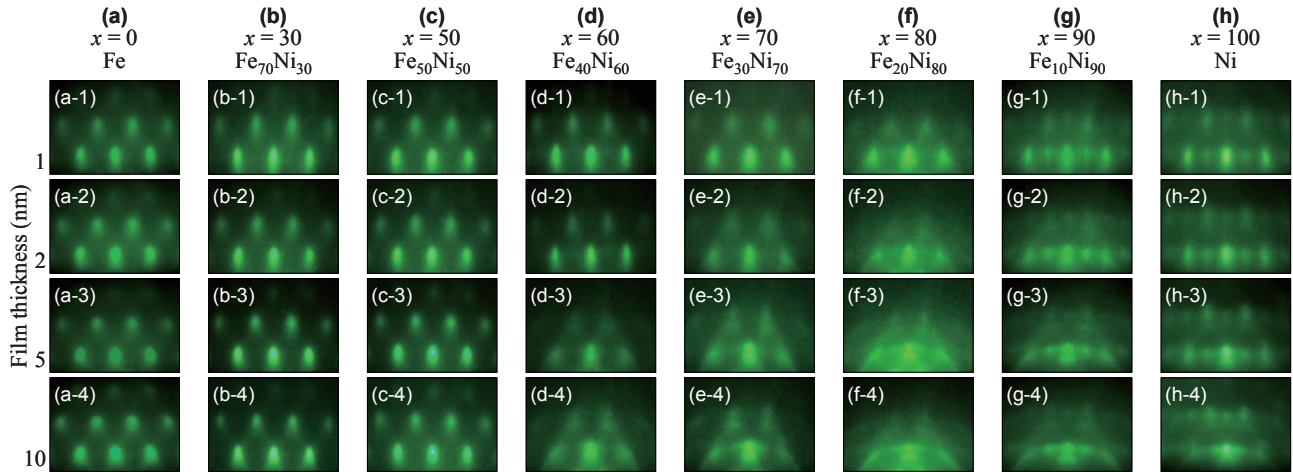 (a) (b) (c) (d) (e) (f) (g) (h)
x = 0 x = 30 x = 50 x = 60 x = 70 x = 80 x = 90 x = 100
Fe Fe₇₀Ni₃₀ Fe₅₀Ni₅₀ Fe₄₀Ni₆₀ Fe₃₀Ni₇₀ Fe₂₀Ni₈₀ Fe₁₀Ni₉₀ Ni
Film thickness (nm)
1 (a-1) (b-1) (c-1) (d-1) (e-1) (f-1) (g-1) (h-1)
2 (a-2) (b-2) (c-2) (d-2) (e-2) (f-2) (g-2) (h-2)
5 (a-3) (b-3) (c-3) (d-3) (e-3) (f-3) (g-3) (h-3)
10 (a-4) (b-4) (c-4) (d-4) (e-4) (f-4) (g-4) (h-4)